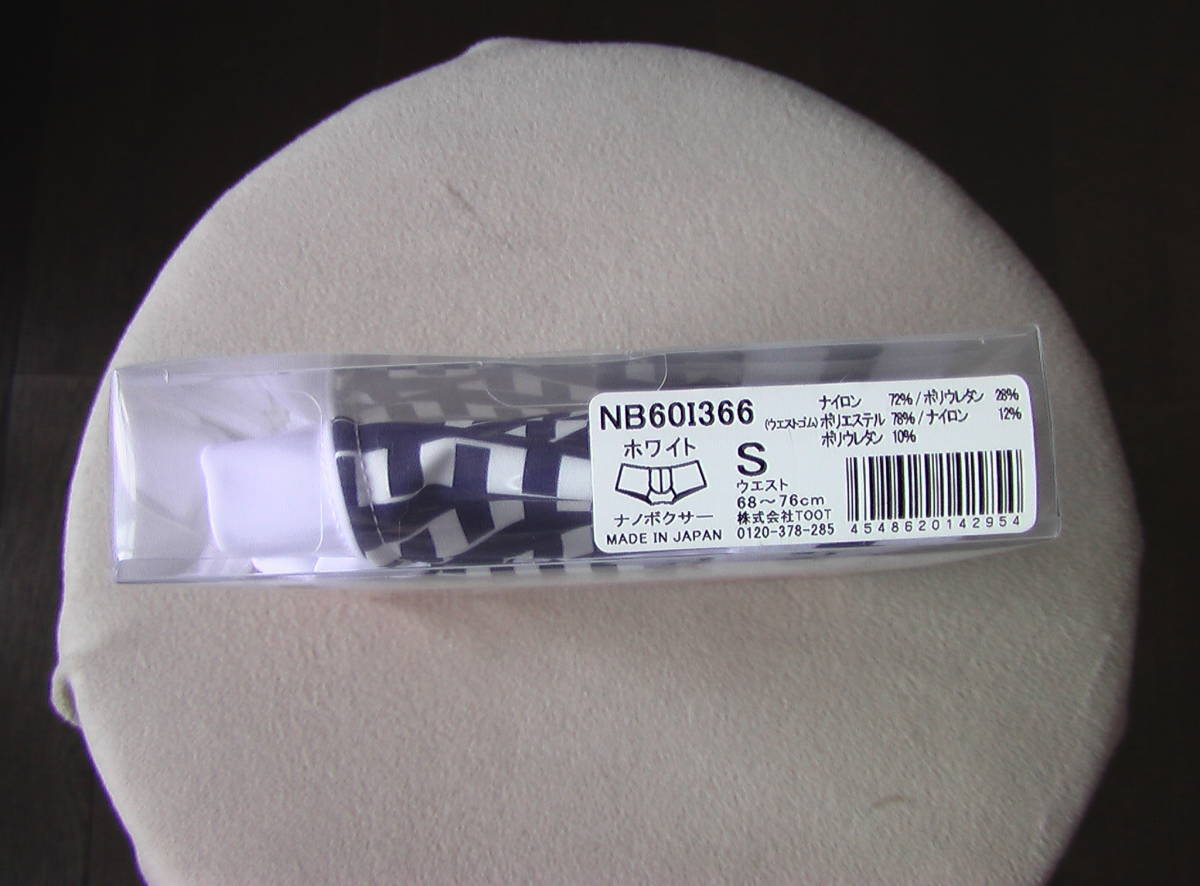 NB60I366
ホワイト
ナノボクサー
MADE IN JAPAN
ナイロン 72% / ポリウレタン 28%
(ウエストゴム) ポリエステル 78% / ナイロン 12%
ポリウレタン 10%
S
ウエスト
68～76cm
株式会社TOOT
0120-378-285
4548620142954